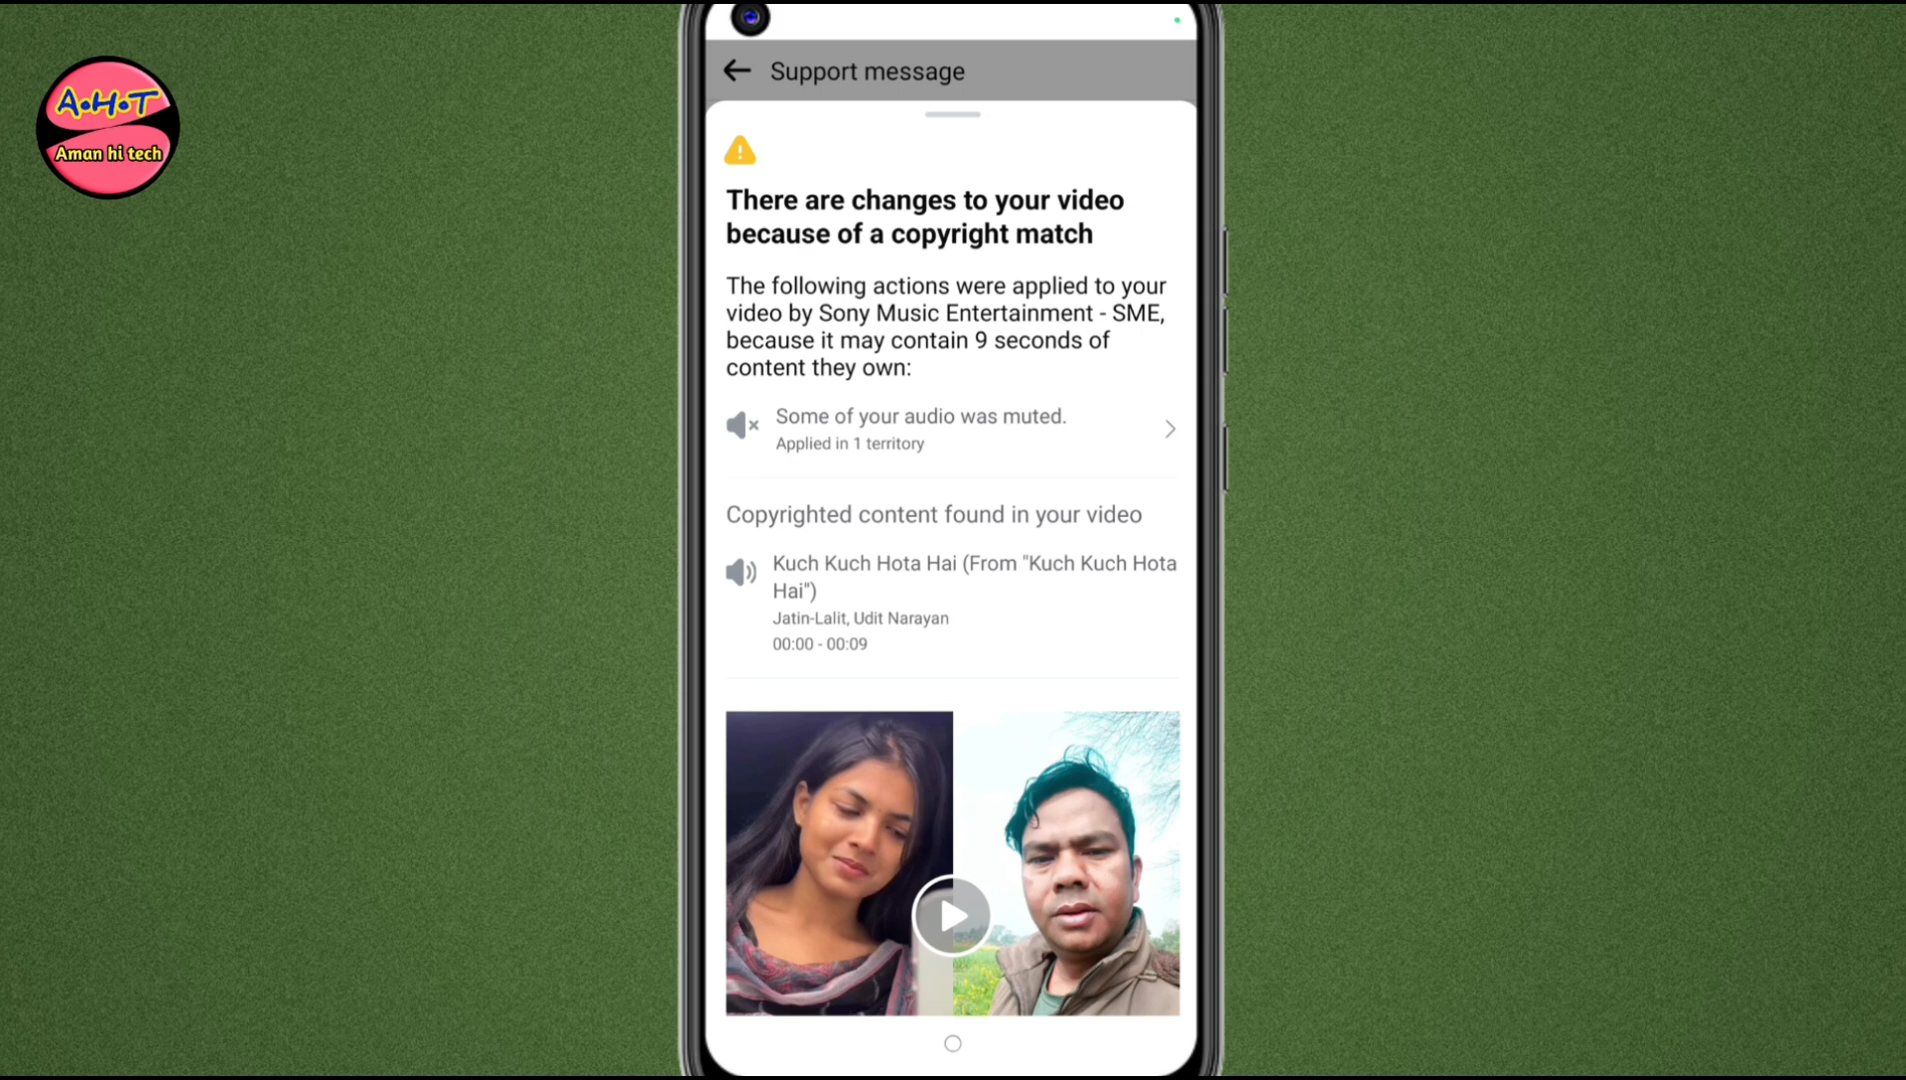 A.H.T
Aman hi tech
Support message
There are changes to your video
because of a copyright match
The following actions were applied to your
video by Sony Music Entertainment - SME,
because it may contain 9 seconds of
content they own:
Some of your audio was muted.
Applied in 1 territory
Copyrighted content found in your video
Kuch Kuch Hota Hai (From "Kuch Kuch Hota
Hai")
Jatin-Lalit, Udit Narayan
00:00 - 00:09